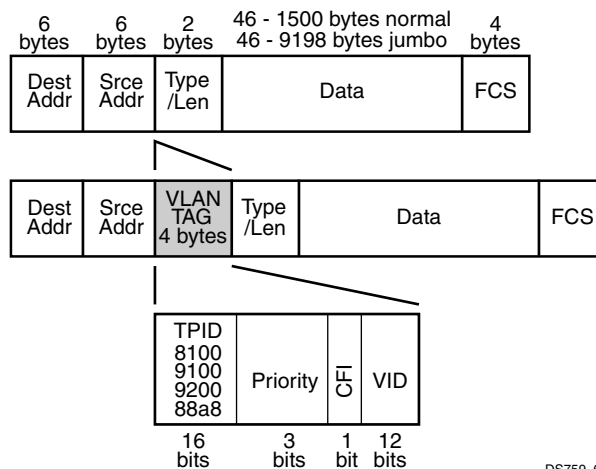 6 bytes
6 bytes
2 bytes
46 - 1500 bytes normal
46 - 9198 bytes jumbo
4 bytes
Dest Addr
Srce Addr
Type /Len
Data
FCS
Dest Addr
Srce Addr
VLAN TAG 4 bytes
Type /Len
Data
FCS
TPID
8100
9100
9200
88a8
Priority
CFI
VID
16 bits
3 bits
1 bit
12 bits